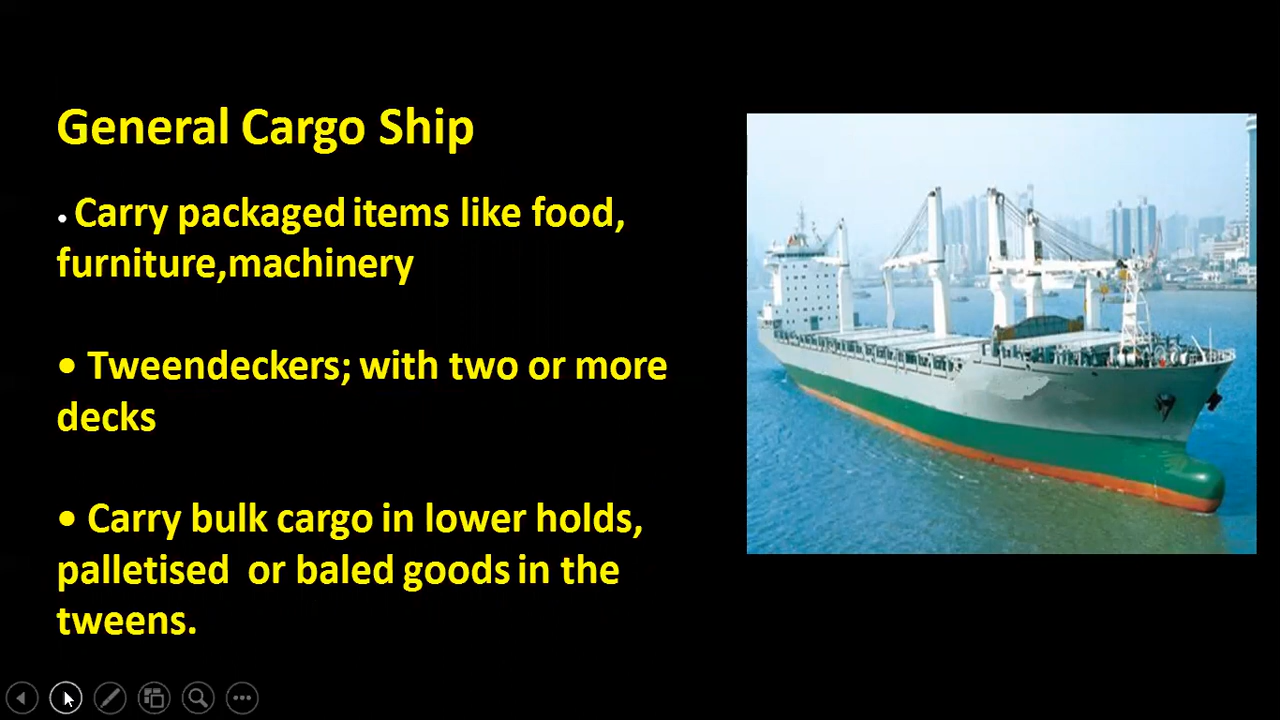 General Cargo Ship
• Carry packaged items like food,
furniture,machinery
• Tweendeckers; with two or more
decks
• Carry bulk cargo in lower holds,
palletised  or baled goods in the
tweens.